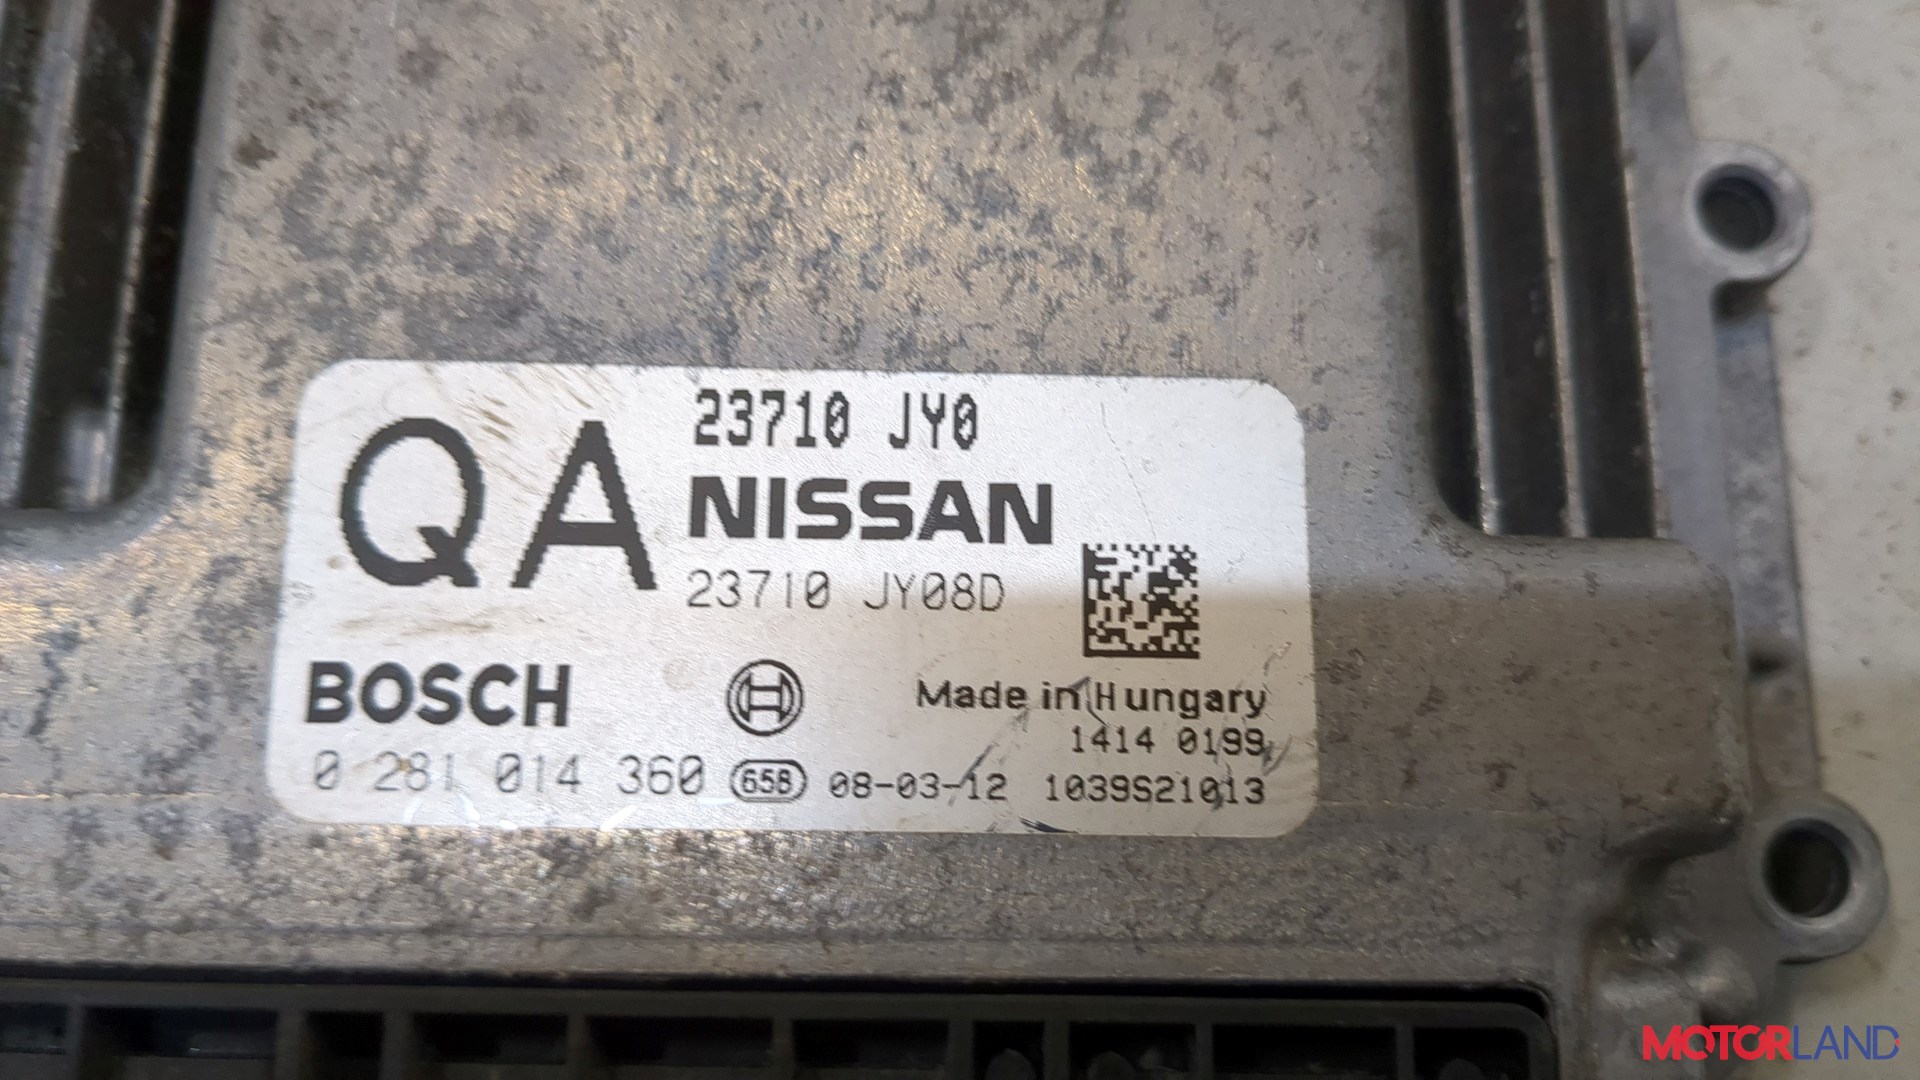 QA
23710 JY0
NISSAN
23710 JY08D
BOSCH
Made in Hungary
1414 0199
0 281 014 360 658 08-03-12 1039S21013
MOTORLAND